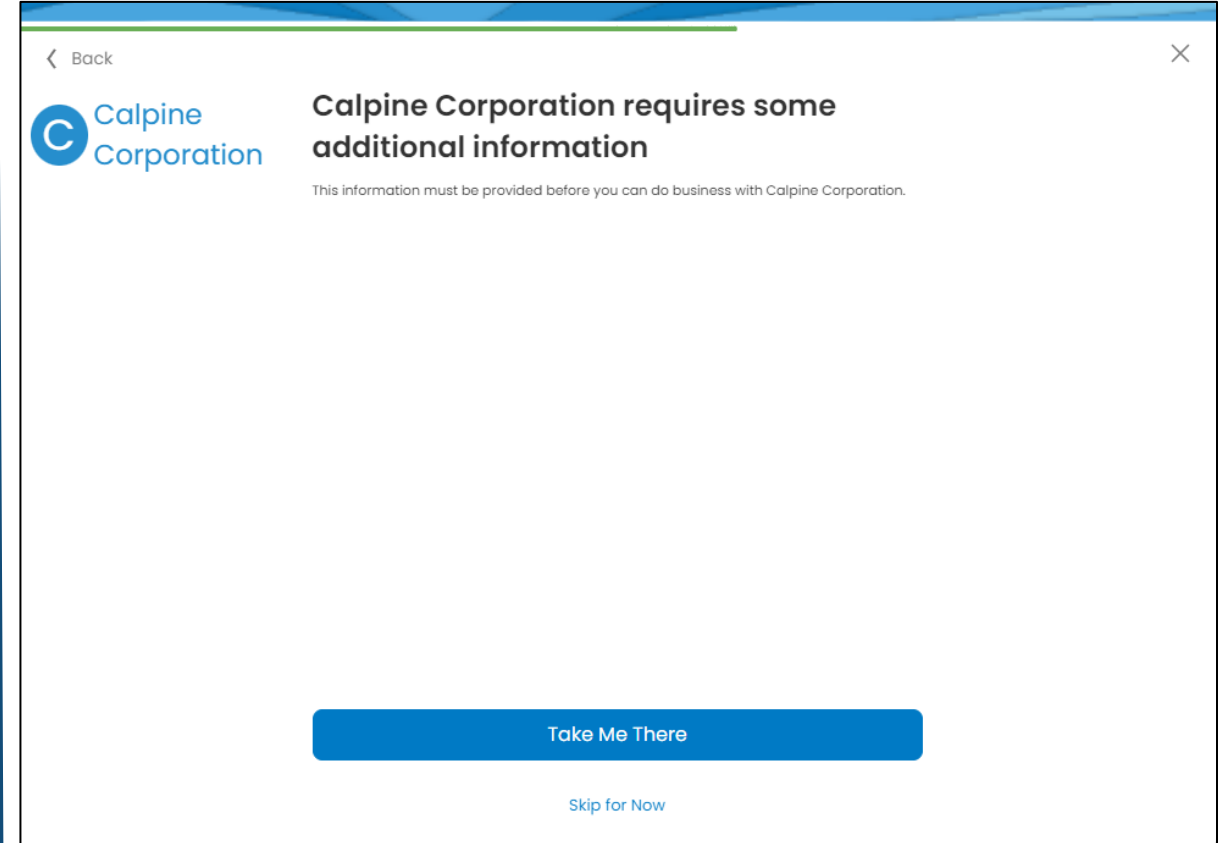 Back
C
Calpine
Corporation
Calpine Corporation requires some
additional information
This information must be provided before you can do business with Calpine Corporation.
Take Me There
Skip for Now